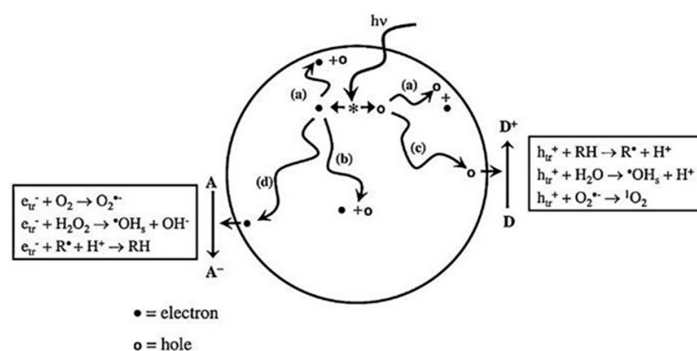 hν
+o
(a)
(a)
o
+
* o
D⁺
(c)
(d)
(b)
o
h_tr⁺ + RH → R• + H⁺
h_tr⁺ + H₂O → •OH_s + H⁺
h_tr⁺ + O₂•⁻ → ¹O₂
D
A
e_tr⁻ + O₂ → O₂•⁻
e_tr⁻ + H₂O₂ → •OH_s + OH⁻
e_tr⁻ + R• + H⁺ → RH
A⁻
+o
• = electron
o = hole